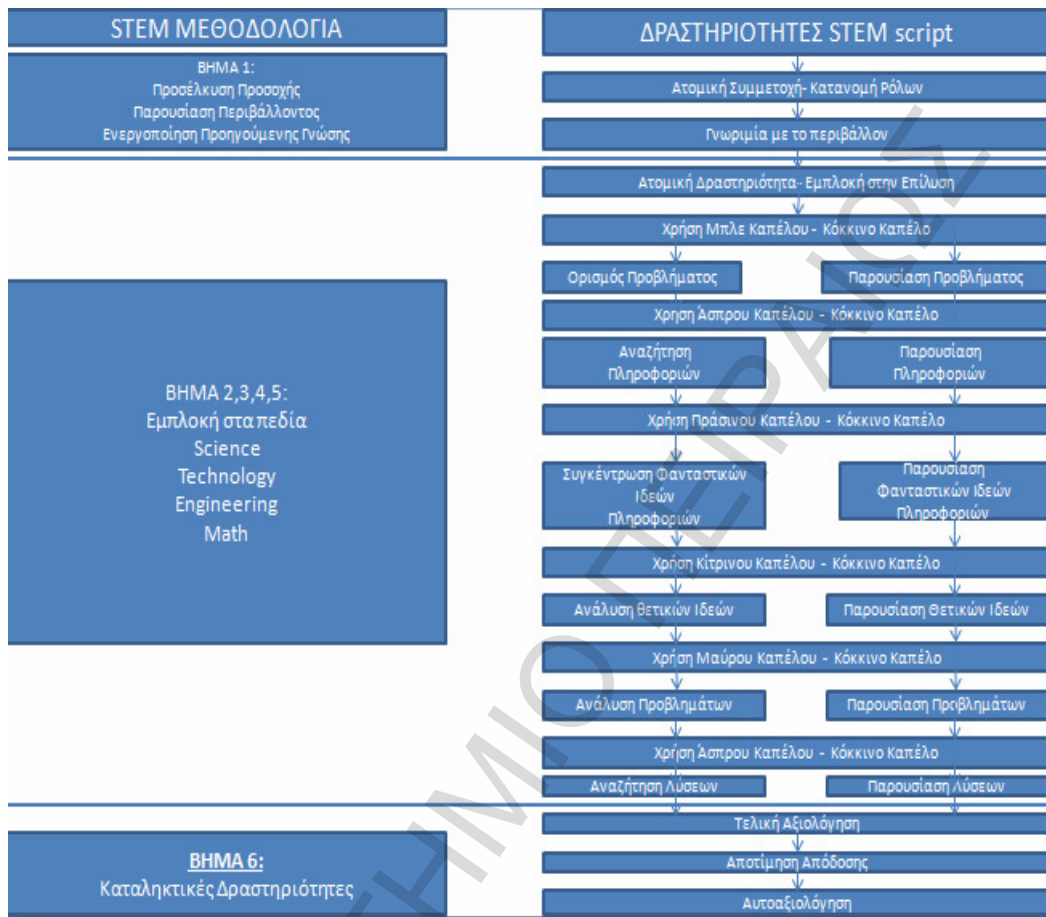 STEM ΜΕΘΟΔΟΛΟΓΙΑ
ΔΡΑΣΤΗΡΙΟΤΗΤΕΣ STEM script
ΒΗΜΑ 1:
Προσέλκυση Προσοχής
Παρουσίαση Περιβάλλοντος
Ενεργοποίηση Προηγούμενης Γνώσης
Ατομική Συμμετοχή- Κατανομή Ρόλων
Γνωριμία με το περιβάλλον
Ατομική Δραστηριότητα- Εμπλοκή στην Επίλυση
Χρήση Μπλε Καπέλου - Κόκκινο Καπέλο
Ορισμός Προβλήματος
Παρουσίαση Προβλήματος
Χρηση Άσπρου Καπέλου - Κόκκινο Καπέλο
Αναζήτηση
Πληροφοριών
Παρουσίαση
Πληροφοριών
Χρήση Πράσινου Καπέλου - Κόκκινο Καπέλο
Συγκέντρωση Φανταστικών
Ιδεών
Πληροφοριών
Παρουσίαση
Φανταστικών Ιδεών
Πληροφοριών
Χρήση Κίτρινου Καπέλου - Κόκκινο Καπέλο
Ανάλυση θετικών Ιδεών
Παρουσίαση Θετικών Ιδεών
Χρήση Μαύρου Καπέλου - Κόκκινο Καπέλο
Ανάλυση Προβλημάτων
Παρουσίαση Προβλημάτων
Χρήση Άσπρου Καπέλου - Κόκκινο Καπέλο
Αναζήτηση Λύσεων
Παρουσίαση Λύσεων
ΒΗΜΑ 2,3,4,5:
Εμπλοκή στα πεδία
Science
Technology
Engineering
Math
Τελική Αξιολόγηση
Αποτίμηση Απόδοσης
Αυτοαξιολόγηση
ΒΗΜΑ 6:
Καταληκτικές Δραστηριότητες
ΤΗΜΙΟ ΠΕΙΡΑΙΩΣ